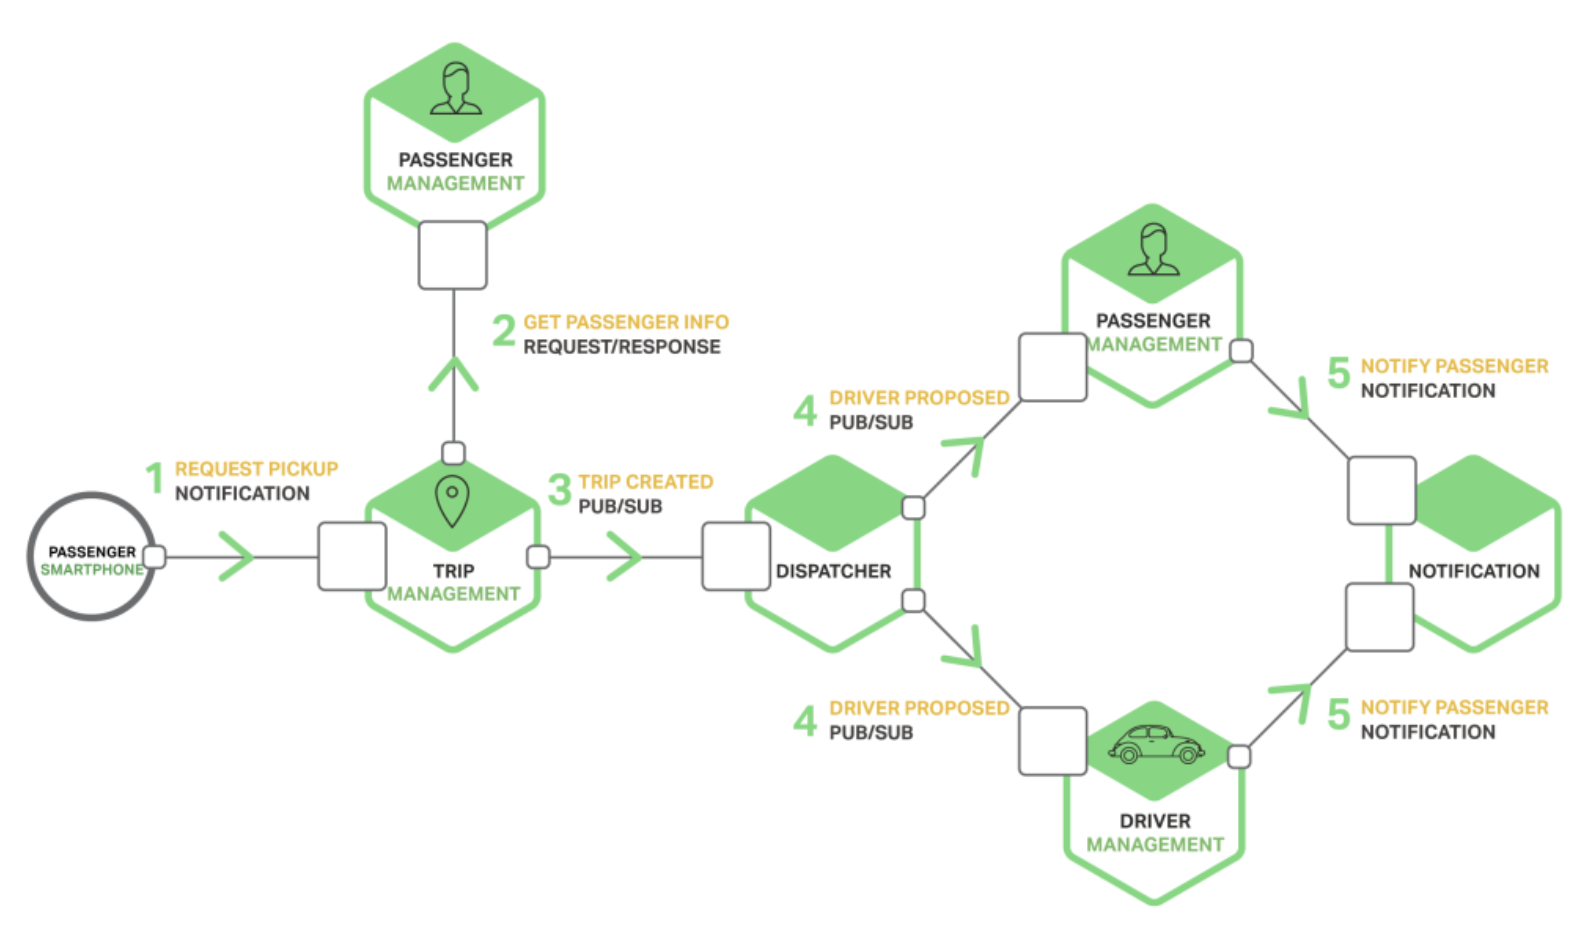 PASSENGER
MANAGEMENT
2 GET PASSENGER INFO
REQUEST/RESPONSE
1 REQUEST PICKUP
NOTIFICATION
PASSENGER
SMARTPHONE
TRIP
MANAGEMENT
3 TRIP CREATED
PUB/SUB
DISPATCHER
4 DRIVER PROPOSED
PUB/SUB
PASSENGER
MANAGEMENT
5 NOTIFY PASSENGER
NOTIFICATION
NOTIFICATION
4 DRIVER PROPOSED
PUB/SUB
DRIVER
MANAGEMENT
5 NOTIFY PASSENGER
NOTIFICATION